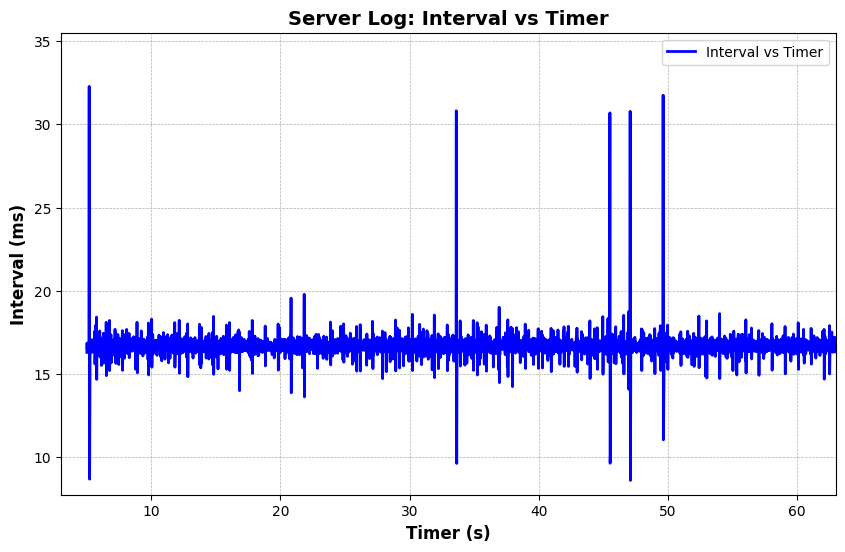 Server Log: Interval vs Timer
Interval vs Timer
35
30
25
20
15
10
Interval (ms)
10 20 30 40 50 60
Timer (s)